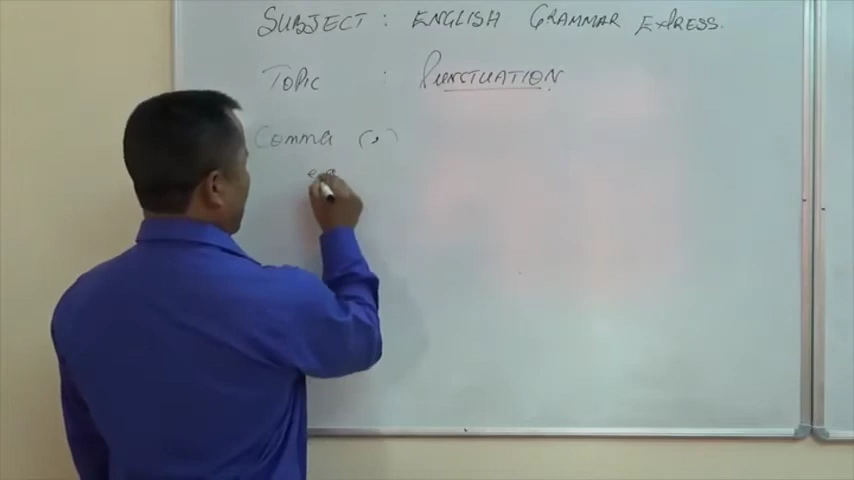 SUBJECT : ENGLISH GRAMMAR EXPRESS.
TOPIC : PUNCTUATION.
Comma (,)
e.g